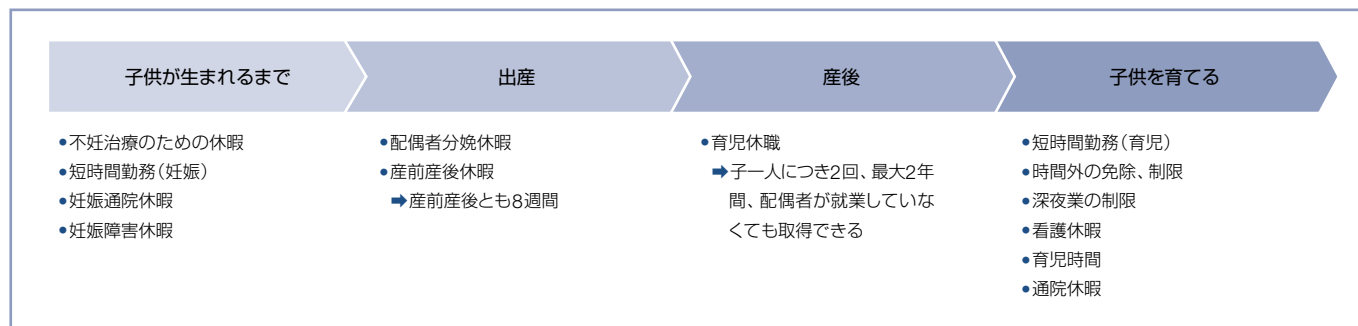 子供が生まれるまで
出産
産後
子供を育てる
•不妊治療のための休暇
•短時間勤務(妊娠)
•妊娠通院休暇
•妊娠障害休暇
•配偶者分娩休暇
•産前産後休暇
➡産前産後とも8週間
•育児休職
➡子一人につき2回、最大2年
間、配偶者が就業していな
くても取得できる
•短時間勤務(育児)
•時間外の免除、制限
•深夜業の制限
•看護休暇
•育児時間
•通院休暇